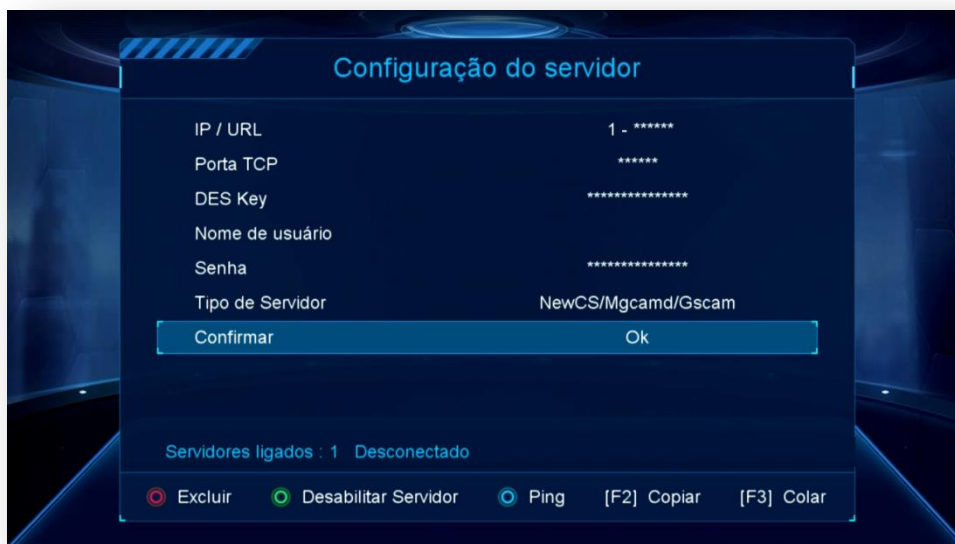 Configuração do servidor
IP / URL 1 - ******
Porta TCP ******
DES Key ***************
Nome de usuário
Senha ***************
Tipo de Servidor NewCS/Mgcamd/Gscam
Confirmar Ok
Servidores ligados : 1 Desconectado
Excluir Desabilitar Servidor Ping [F2] Copiar [F3] Colar